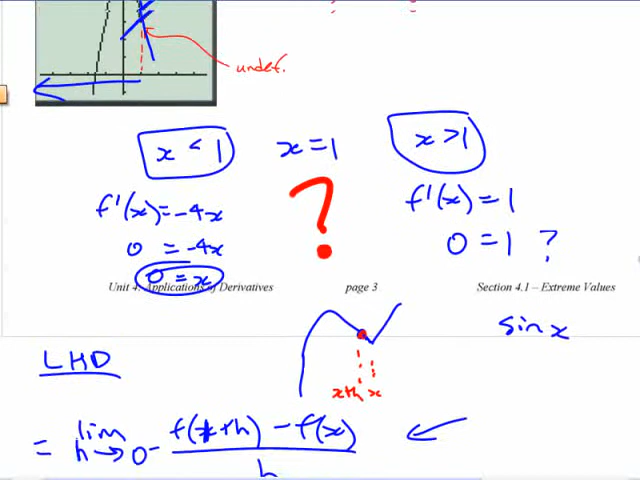 undef.
x < 1
x = 1
x > 1
f'(x) = -4x
?
f'(x) = 1
0 = -4x
0 = 1 ?
0 = x
Unit 4: Applications of Derivatives
page 3
Section 4.1 – Extreme Values
sin x
LHD
x+h x
= lim h→0- f(x+h) - f(x)
h